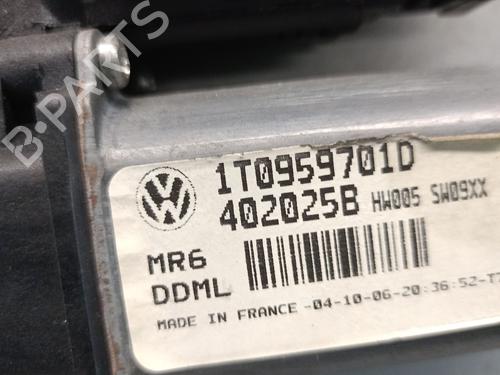 B-PARTS
1T0959701D
402025B HW005 SW09XX
MR6
DDML
MADE IN FRANCE -04-10-06-20:36:52-T